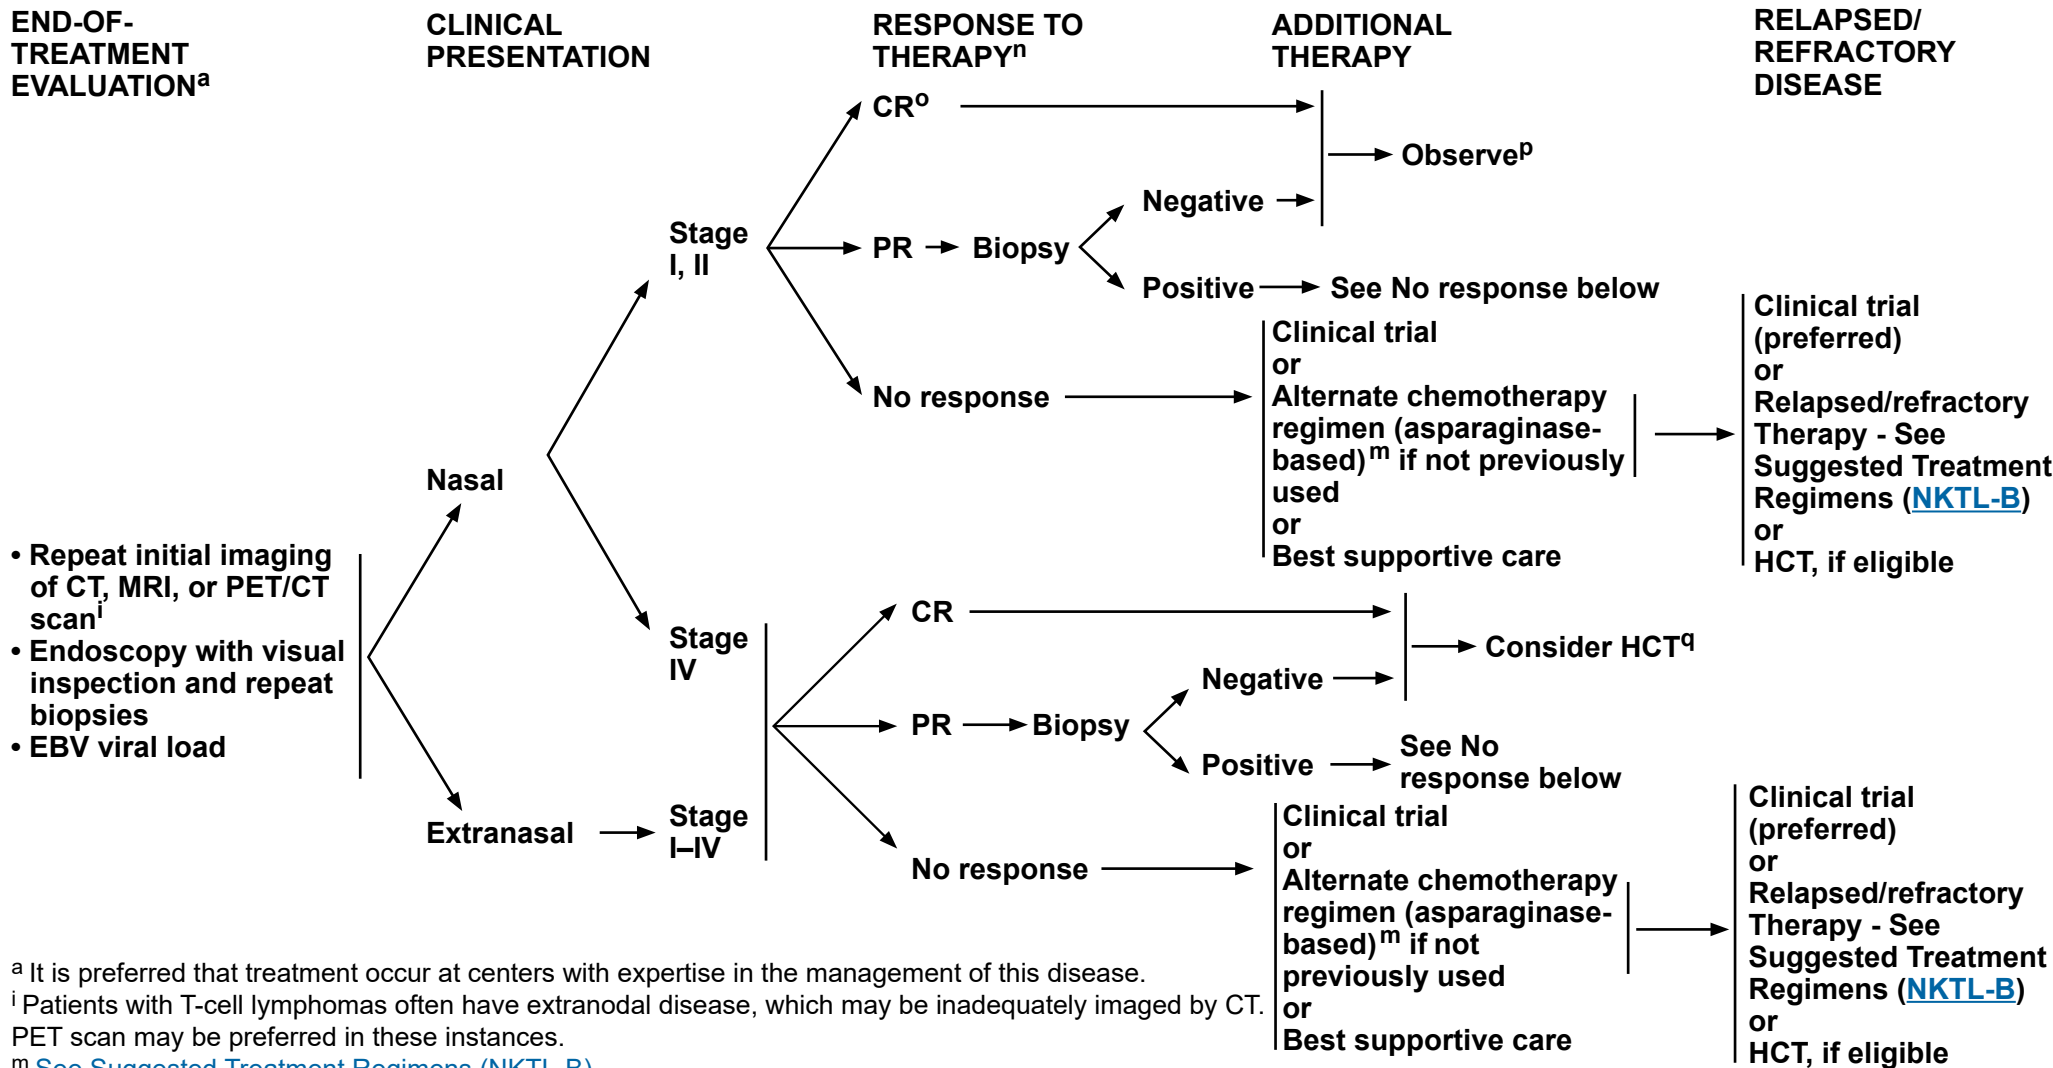 END-OF-
TREATMENT
EVALUATIONa
CLINICAL
PRESENTATION
RESPONSE TO
THERAPYn
ADDITIONAL
THERAPY
RELAPSED/
REFRACTORY
DISEASE
• Repeat initial imaging
of CT, MRI, or PET/CT
scani
• Endoscopy with visual
inspection and repeat
biopsies
• EBV viral load
Nasal
Extranasal
Stage
I, II
Stage
IV
Stage
I–IV
CRo
PR
Biopsy
Negative
Positive
Observep
See No response below
No response
Clinical trial
or
Alternate chemotherapy
regimen (asparaginase-
based)m if not previously
used
or
Best supportive care
Clinical trial
(preferred)
or
Relapsed/refractory
Therapy - See
Suggested Treatment
Regimens (NKTL-B)
or
HCT, if eligible
CR
PR
Biopsy
Negative
Positive
Consider HCTq
See No
response below
No response
Clinical trial
or
Alternate chemotherapy
regimen (asparaginase-
based)m if not
previously used
or
Best supportive care
Clinical trial
(preferred)
or
Relapsed/refractory
Therapy - See
Suggested Treatment
Regimens (NKTL-B)
or
HCT, if eligible
a It is preferred that treatment occur at centers with expertise in the management of this disease.
i Patients with T-cell lymphomas often have extranodal disease, which may be inadequately imaged by CT.
PET scan may be preferred in these instances.
m See Suggested Treatment Regimens (NKTL-B)